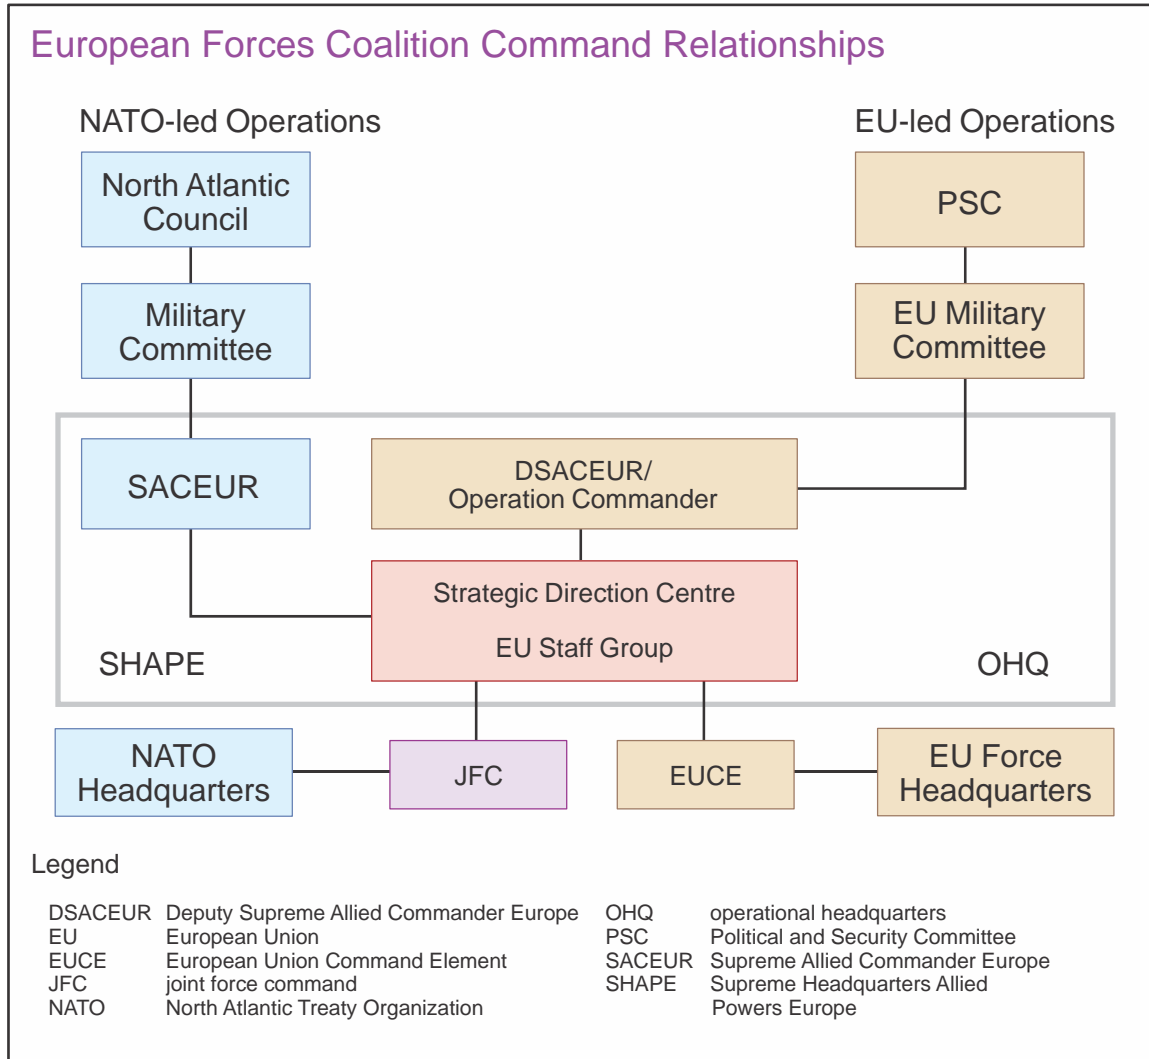 European Forces Coalition Command Relationships
NATO-led Operations
EU-led Operations
North Atlantic
Council
PSC
Military
Committee
EU Military
Committee
SACEUR
DSACEUR/
Operation Commander
Strategic Direction Centre
EU Staff Group
SHAPE
OHQ
NATO
Headquarters
JFC
EUCE
EU Force
Headquarters
Legend
DSACEUR Deputy Supreme Allied Commander Europe
EU European Union
EUCE European Union Command Element
JFC joint force command
NATO North Atlantic Treaty Organization
OHQ operational headquarters
PSC Political and Security Committee
SACEUR Supreme Allied Commander Europe
SHAPE Supreme Headquarters Allied
Powers Europe